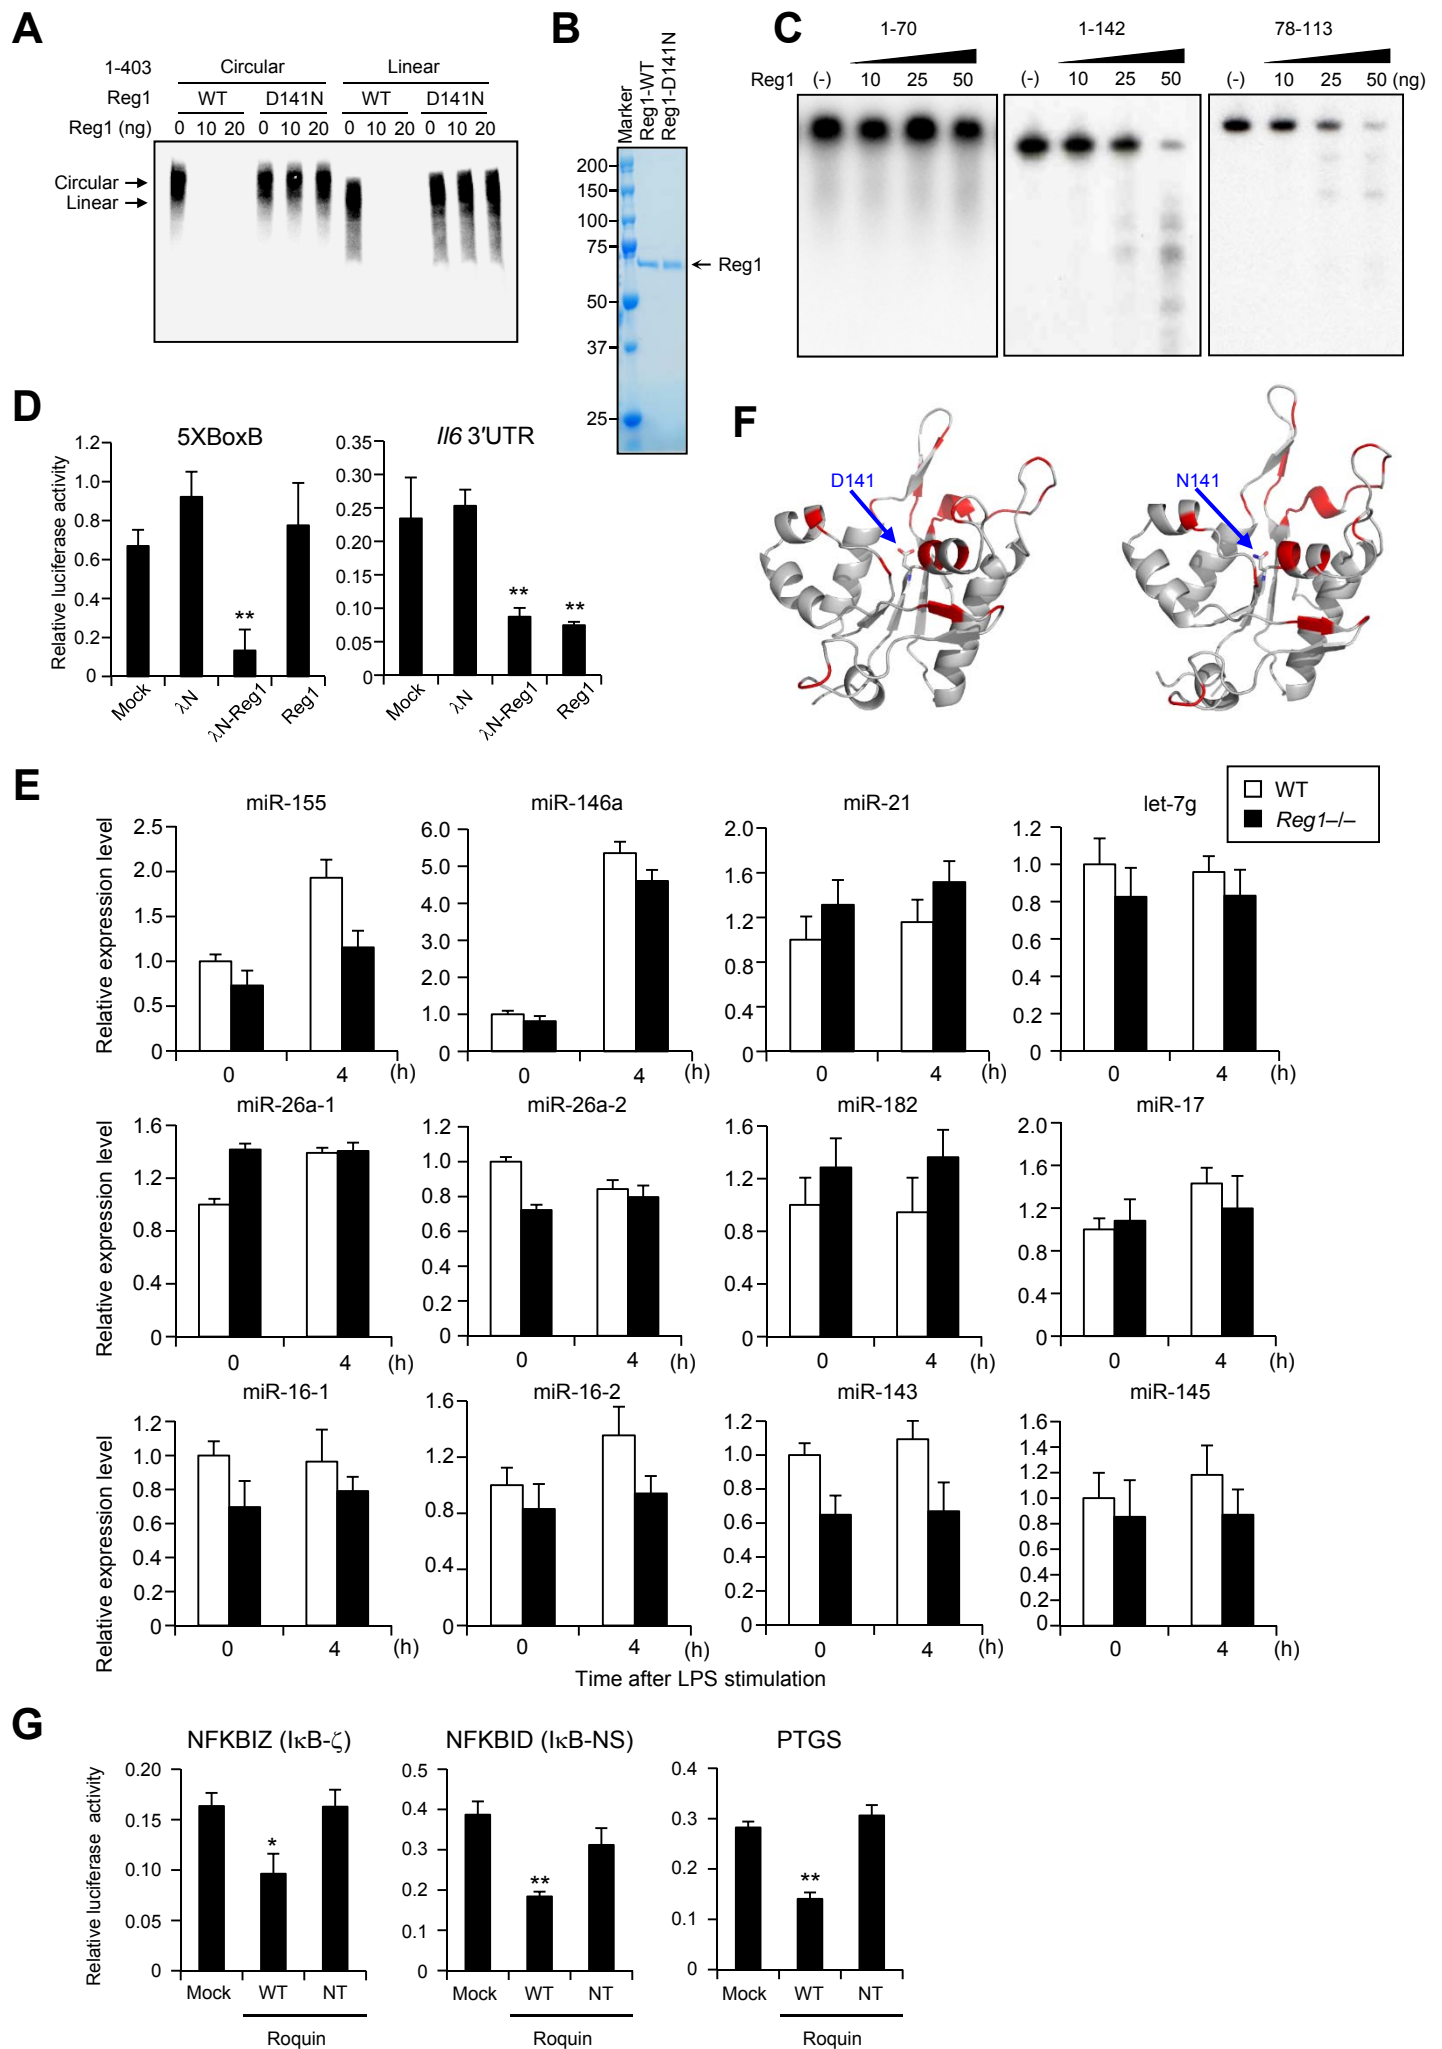 A
1-403 Circular Linear
Reg1 WT D141N WT D141N
Reg1 (ng) 0 10 20 0 10 20 0 10 20 0 10 20
Circular
Linear
B
Marker
Reg1-WT
Reg1-D141N
200
150
100
75
50
37
25
Reg1
C
1-70 1-142 78-113
Reg1 (-) 10 25 50 (-) 10 25 50 (-) 10 25 50 (ng)
D
5XBoxB
Relative luciferase activity
1.2
1.0
0.8
0.6
0.4
0.2
0
**
Mock λN λN-Reg1 Reg1
Il6 3′UTR
0.35
0.30
0.25
0.20
0.15
0.10
0.05
0
** **
Mock λN λN-Reg1 Reg1
F
D141
N141
E
WT
Reg1–/–
miR-155
Relative expression level
2.5
2.0
1.5
1.0
0.5
0
0 4 (h)
miR-146a
6.0
5.0
4.0
3.0
2.0
1.0
0
0 4 (h)
miR-21
2.0
1.6
1.2
0.8
0.4
0
0 4 (h)
let-7g
1.2
1.0
0.8
0.6
0.4
0.2
0
0 4 (h)
miR-26a-1
Relative expression level
1.6
1.2
0.8
0.4
0
0 4 (h)
miR-26a-2
1.2
1.0
0.8
0.6
0.4
0.2
0
0 4 (h)
miR-182
1.6
1.2
0.8
0.4
0
0 4 (h)
miR-17
2.0
1.6
1.2
0.8
0.4
0
0 4 (h)
miR-16-1
Relative expression level
1.2
1.0
0.8
0.6
0.4
0.2
0
0 4 (h)
miR-16-2
1.6
1.2
0.8
0.4
0
0 4 (h)
miR-143
1.2
1.0
0.8
0.6
0.4
0.2
0
0 4 (h)
miR-145
1.6
1.4
1.2
1.0
0.8
0.6
0.4
0.2
0
0 4 (h)
Time after LPS stimulation
G
NFKBIZ (IκB-ζ)
Relative luciferase activity
0.20
0.15
0.10
0.05
0
*
Mock WT NT
Roquin
NFKBID (IκB-NS)
0.5
0.4
0.3
0.2
0.1
0
**
Mock WT NT
Roquin
PTGS
0.4
0.3
0.2
0.1
0
**
Mock WT NT
Roquin